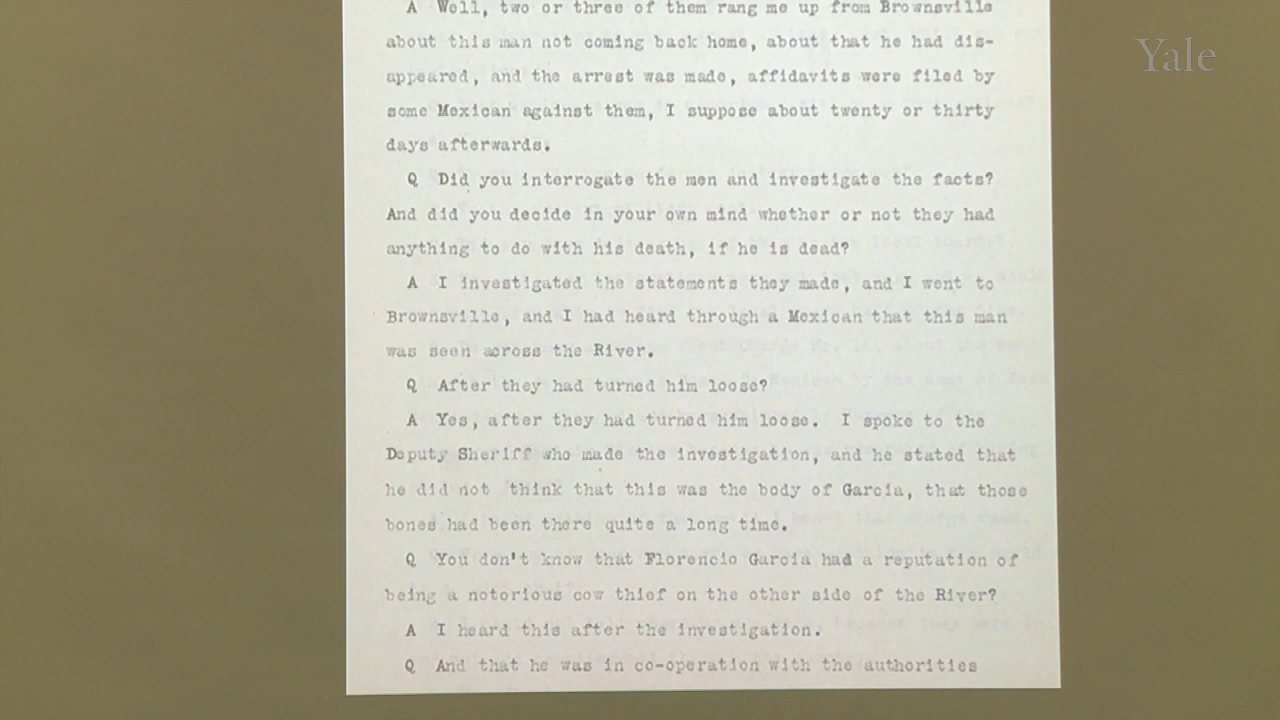 A Well, two or three of them rang me up from Brownsville
about this man not coming back home, about that he had dis-
appeared, and the arrest was made, affidavits were filed by
some Mexican against them, I suppose about twenty or thirty
days afterwards.
Q Did you interrogate the men and investigate the facts?
And did you decide in your own mind whether or not they had
anything to do with his death, if he is dead?
A I investigated the statements they made, and I went to
Brownsville, and I had heard through a Mexican that this man
was seen across the River.
Q After they had turned him loose?
A Yes, after they had turned him loose. I spoke to the
Deputy Sheriff who made the investigation, and he stated that
he did not think that this was the body of Garcia, that those
bones had been there quite a long time.
Q You don't know that Florencio Garcia had a reputation of
being a notorious cow thief on the other side of the River?
A I heard this after the investigation.
Q And that he was in co-operation with the authorities
Yale